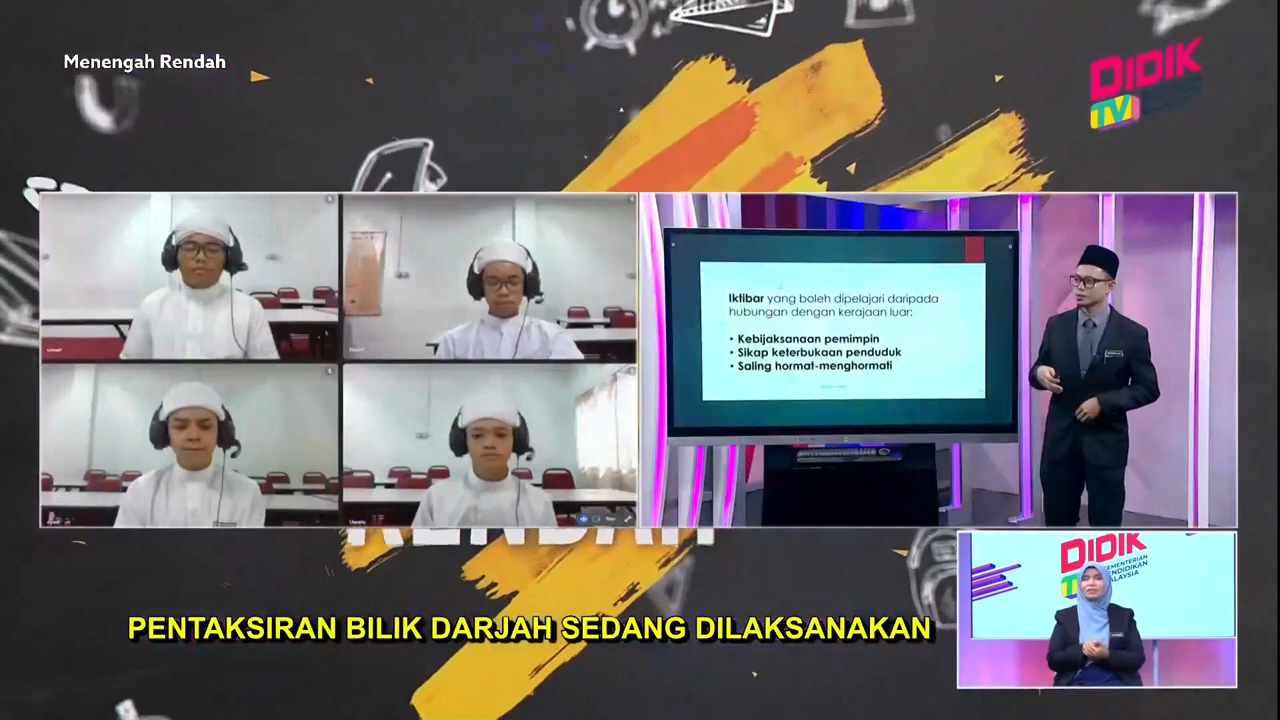 Menengah Rendah
DIDIK
TV
Iktibar yang boleh dipelajari daripada
hubungan dengan kerajaan luar:
• Kebijaksanaan pemimpin
• Sikap keterbukaan penduduk
• Saling hormat-menghormati
RENDAH
PENTAKSIRAN BILIK DARJAH SEDANG DILAKSANAKAN
DIDIK
KEMENTERIAN
PENDIDIKAN
MALAYSIA